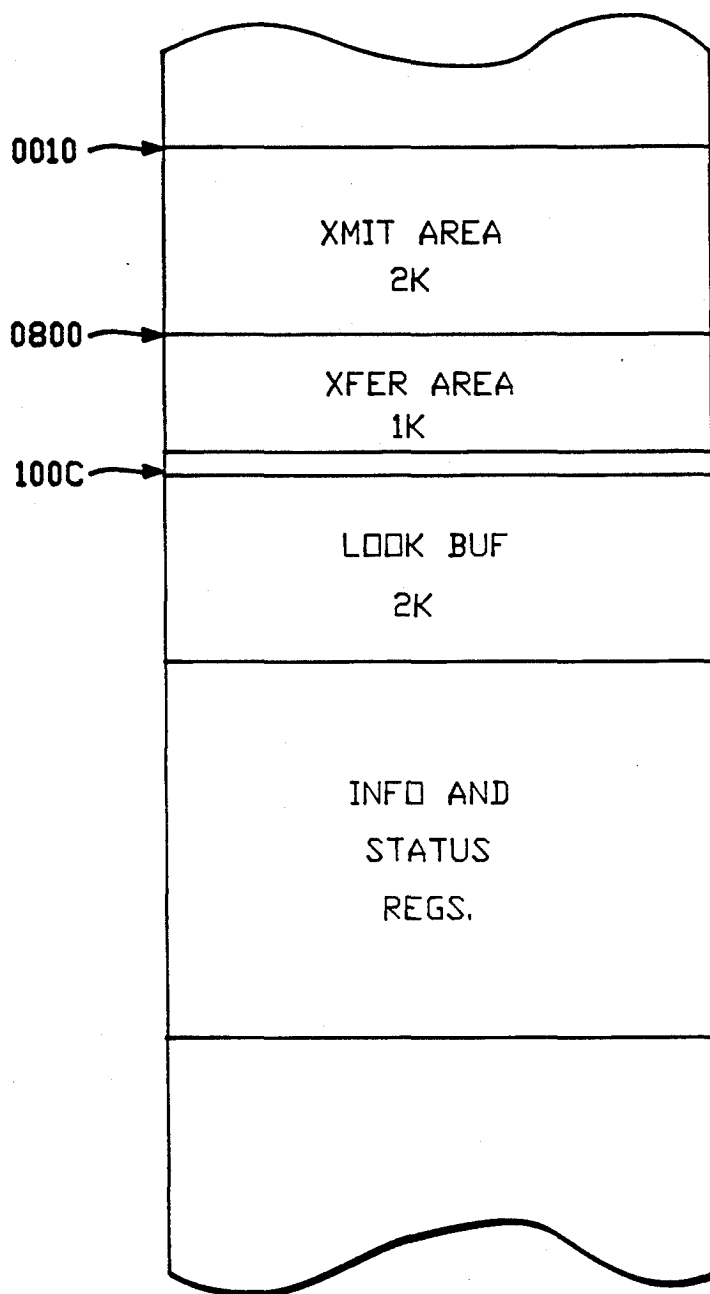 0010
XMIT AREA
2K
0800
XFER AREA
1K
100C
LOOK BUF
2K
INFO AND
STATUS
REGS.